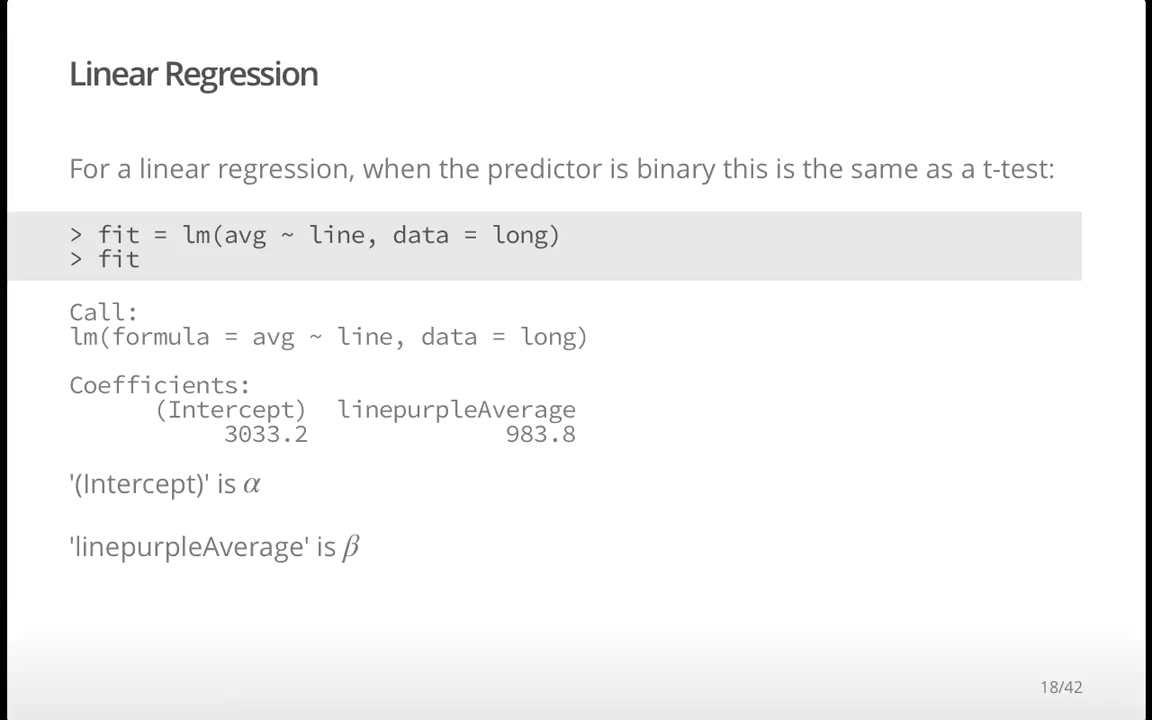 Linear Regression
For a linear regression, when the predictor is binary this is the same as a t-test:
> fit = lm(avg ~ line, data = long)
> fit
Call:
lm(formula = avg ~ line, data = long)
Coefficients:
(Intercept)  linepurpleAverage
3033.2  983.8
'(Intercept)' is α
'linepurpleAverage' is β
18/42